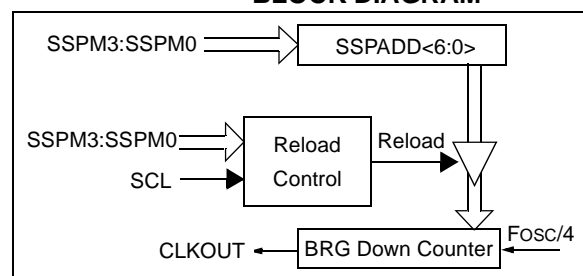 BLOCK DIAGRAM
SSPM3:SSPM0
SSPADD<6:0>
SSPM3:SSPM0
Reload
Control
Reload
SCL
CLKOUT
BRG Down Counter
FOSC/4